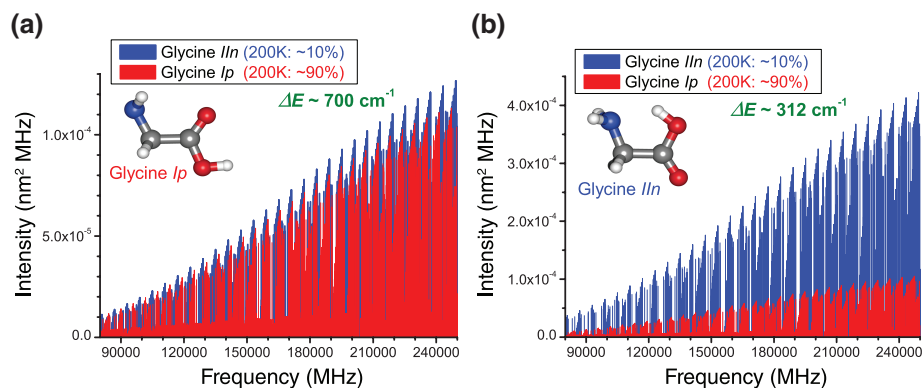 (a)
Glycine IIn (200K: ~10%)
Glycine Ip (200K: ~90%)
ΔE ~ 700 cm⁻¹
Glycine Ip
1.0x10⁻⁴
5.0x10⁻⁵
0.0
Intensity (nm² MHz)
90000 120000 150000 180000 210000 240000
Frequency (MHz)
(b)
Glycine IIn (200K: ~10%)
Glycine Ip (200K: ~90%)
ΔE ~ 312 cm⁻¹
Glycine IIn
4.0x10⁻⁴
3.0x10⁻⁴
2.0x10⁻⁴
1.0x10⁻⁴
0.0
Intensity (nm² MHz)
90000 120000 150000 180000 210000 240000
Frequency (MHz)